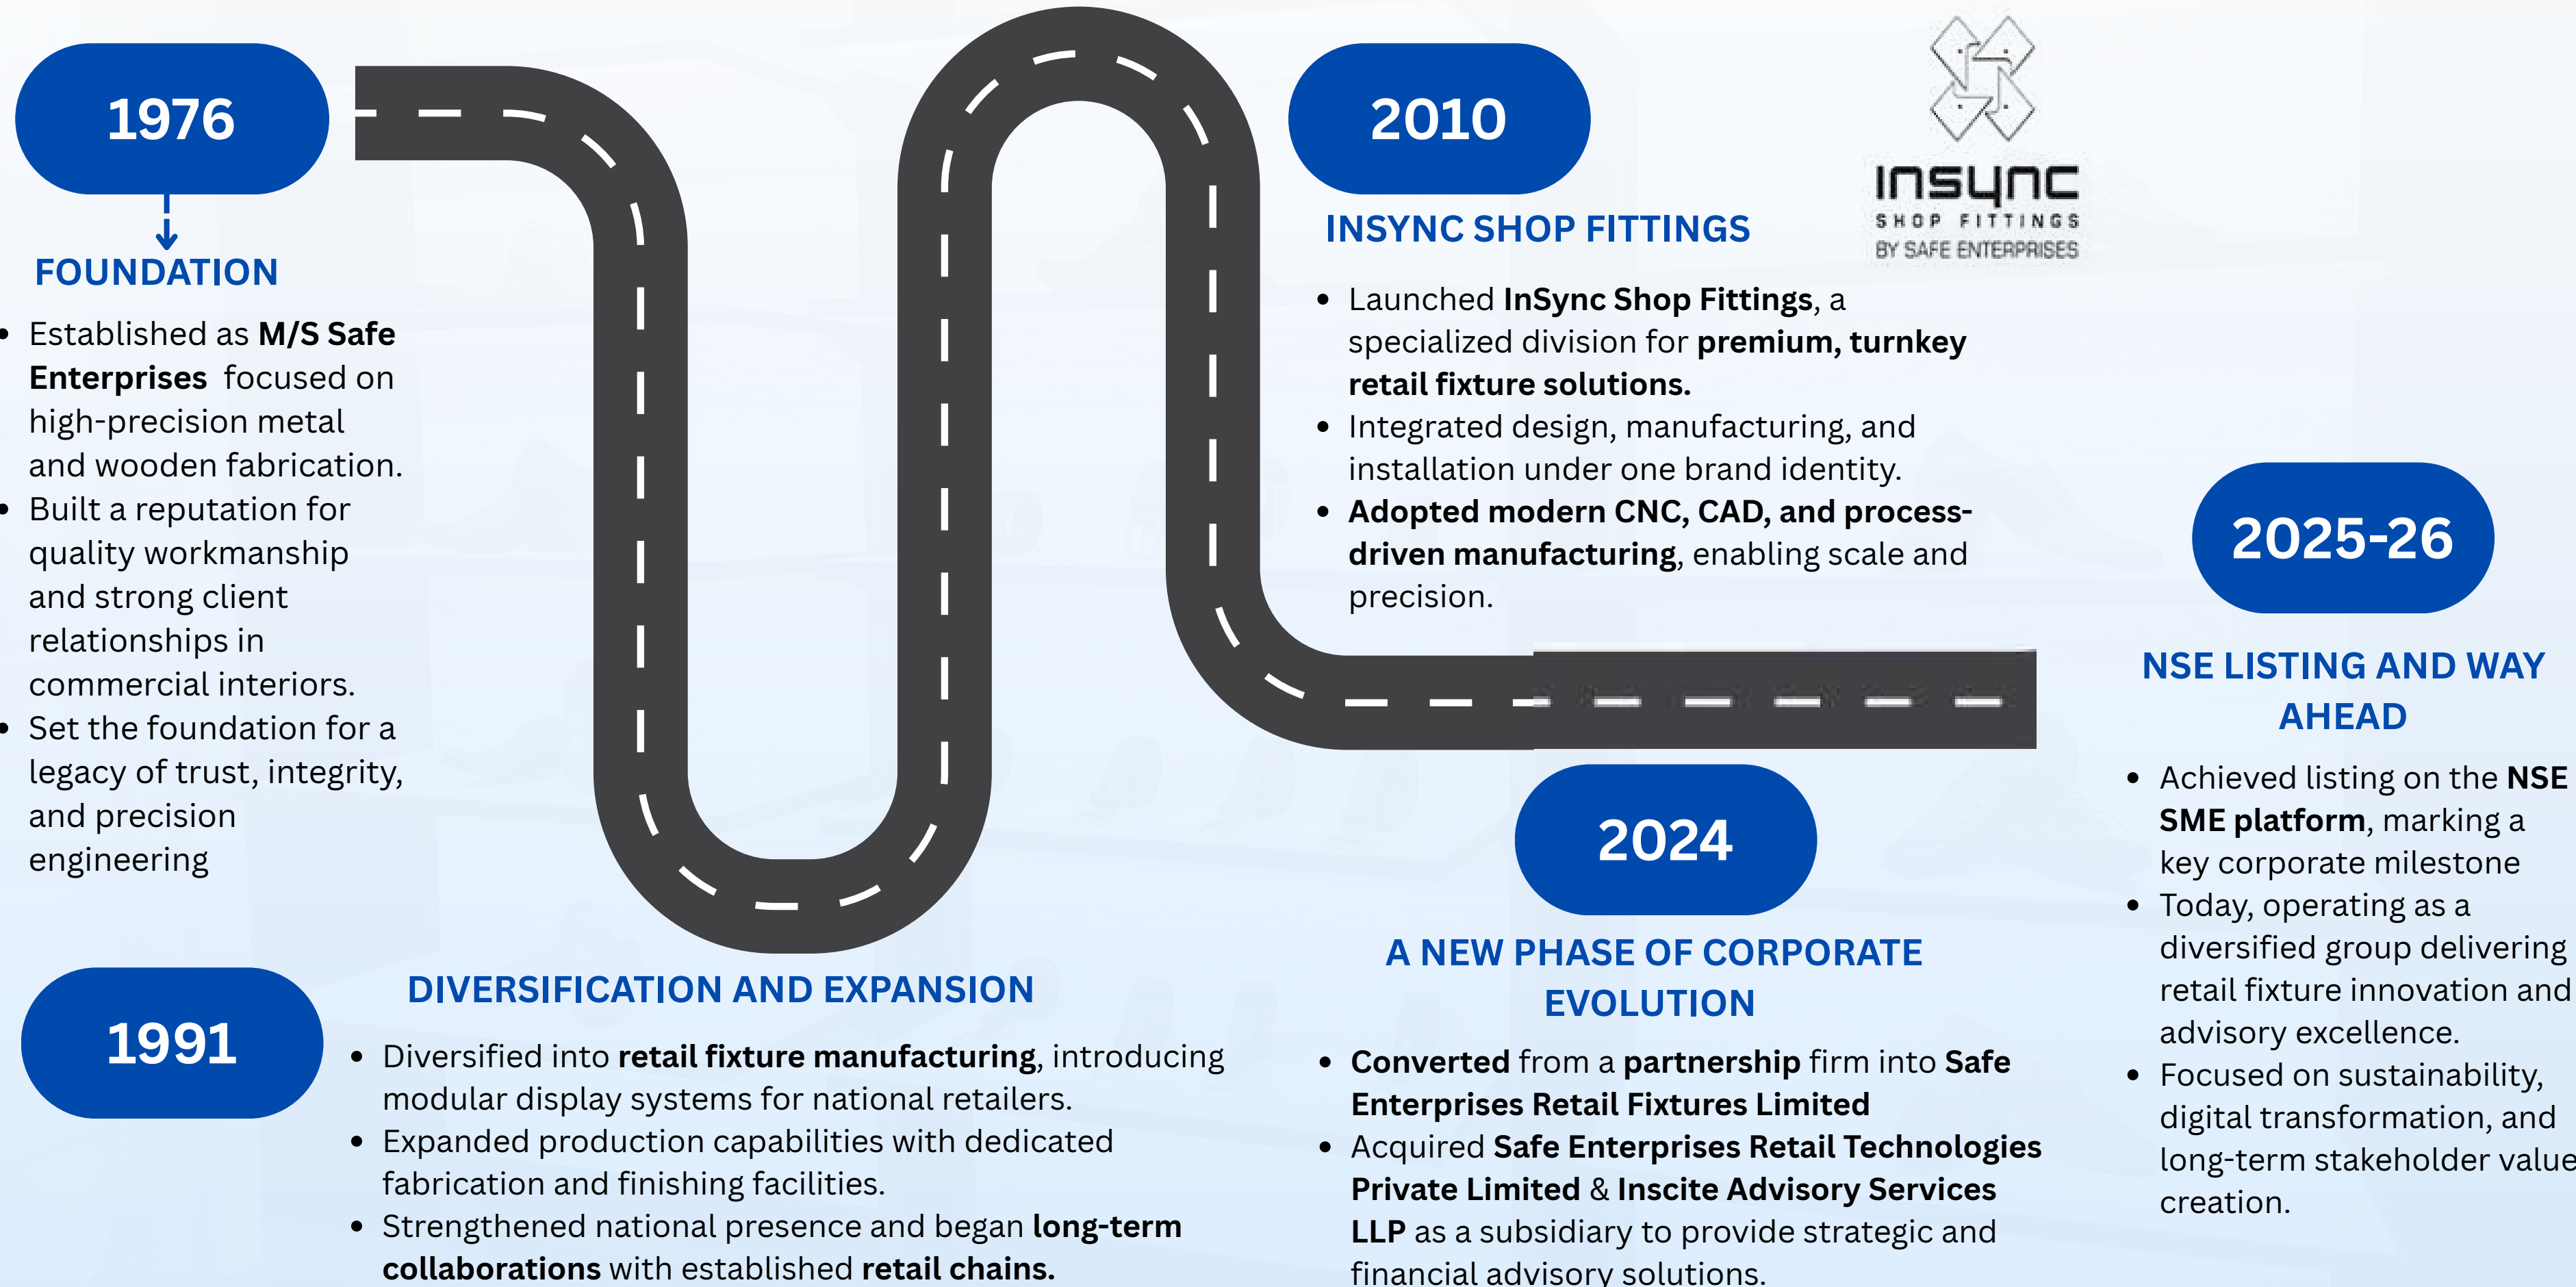 1976
FOUNDATION
• Established as M/S Safe
Enterprises focused on
high-precision metal
and wooden fabrication.
• Built a reputation for
quality workmanship
and strong client
relationships in
commercial interiors.
• Set the foundation for a
legacy of trust, integrity,
and precision
engineering
1991
DIVERSIFICATION AND EXPANSION
• Diversified into retail fixture manufacturing, introducing
modular display systems for national retailers.
• Expanded production capabilities with dedicated
fabrication and finishing facilities.
• Strengthened national presence and began long-term
collaborations with established retail chains.
2010
INSYNC SHOP FITTINGS
• Launched InSync Shop Fittings, a
specialized division for premium, turnkey
retail fixture solutions.
• Integrated design, manufacturing, and
installation under one brand identity.
• Adopted modern CNC, CAD, and process-
driven manufacturing, enabling scale and
precision.
insync
SHOP FITTINGS
BY SAFE ENTERPRISES
2024
A NEW PHASE OF CORPORATE
EVOLUTION
• Converted from a partnership firm into Safe
Enterprises Retail Fixtures Limited
• Acquired Safe Enterprises Retail Technologies
Private Limited & Inscite Advisory Services
LLP as a subsidiary to provide strategic and
financial advisory solutions.
2025-26
NSE LISTING AND WAY
AHEAD
• Achieved listing on the NSE
SME platform, marking a
key corporate milestone
• Today, operating as a
diversified group delivering
retail fixture innovation and
advisory excellence.
• Focused on sustainability,
digital transformation, and
long-term stakeholder value
creation.